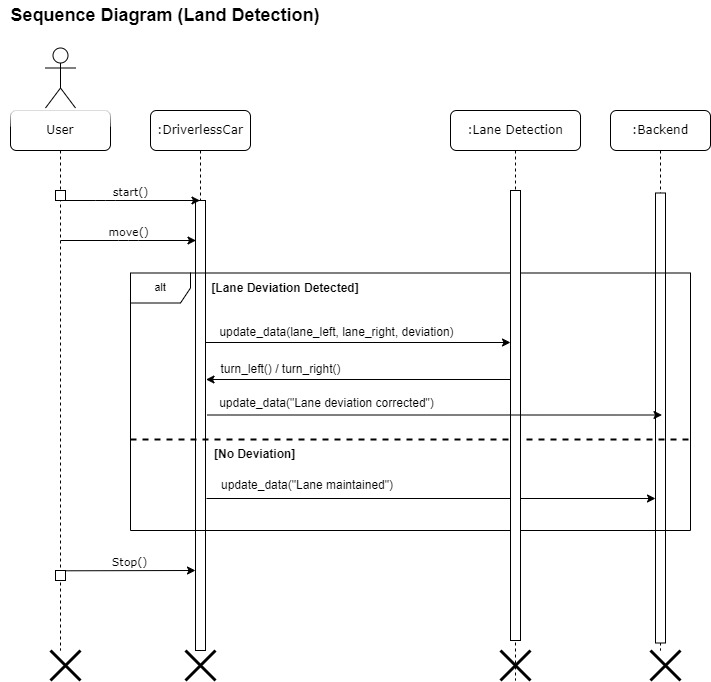 Sequence Diagram (Land Detection)
User
:DriverlessCar
:Lane Detection
:Backend
start()
move()
alt
[Lane Deviation Detected]
update_data(lane_left, lane_right, deviation)
turn_left() / turn_right()
update_data("Lane deviation corrected")
[No Deviation]
update_data("Lane maintained")
Stop()